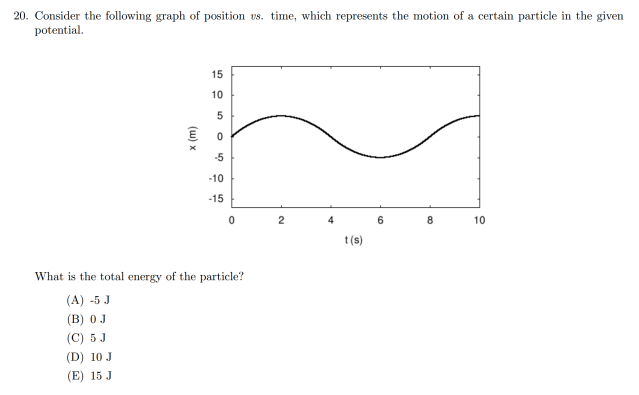 20. Consider the following graph of position vs. time, which represents the motion of a certain particle in the given
potential.
15
10
5
0
-5
-10
-15
x (m)
0 2 4 6 8 10
t (s)
What is the total energy of the particle?
(A) -5 J
(B) 0 J
(C) 5 J
(D) 10 J
(E) 15 J